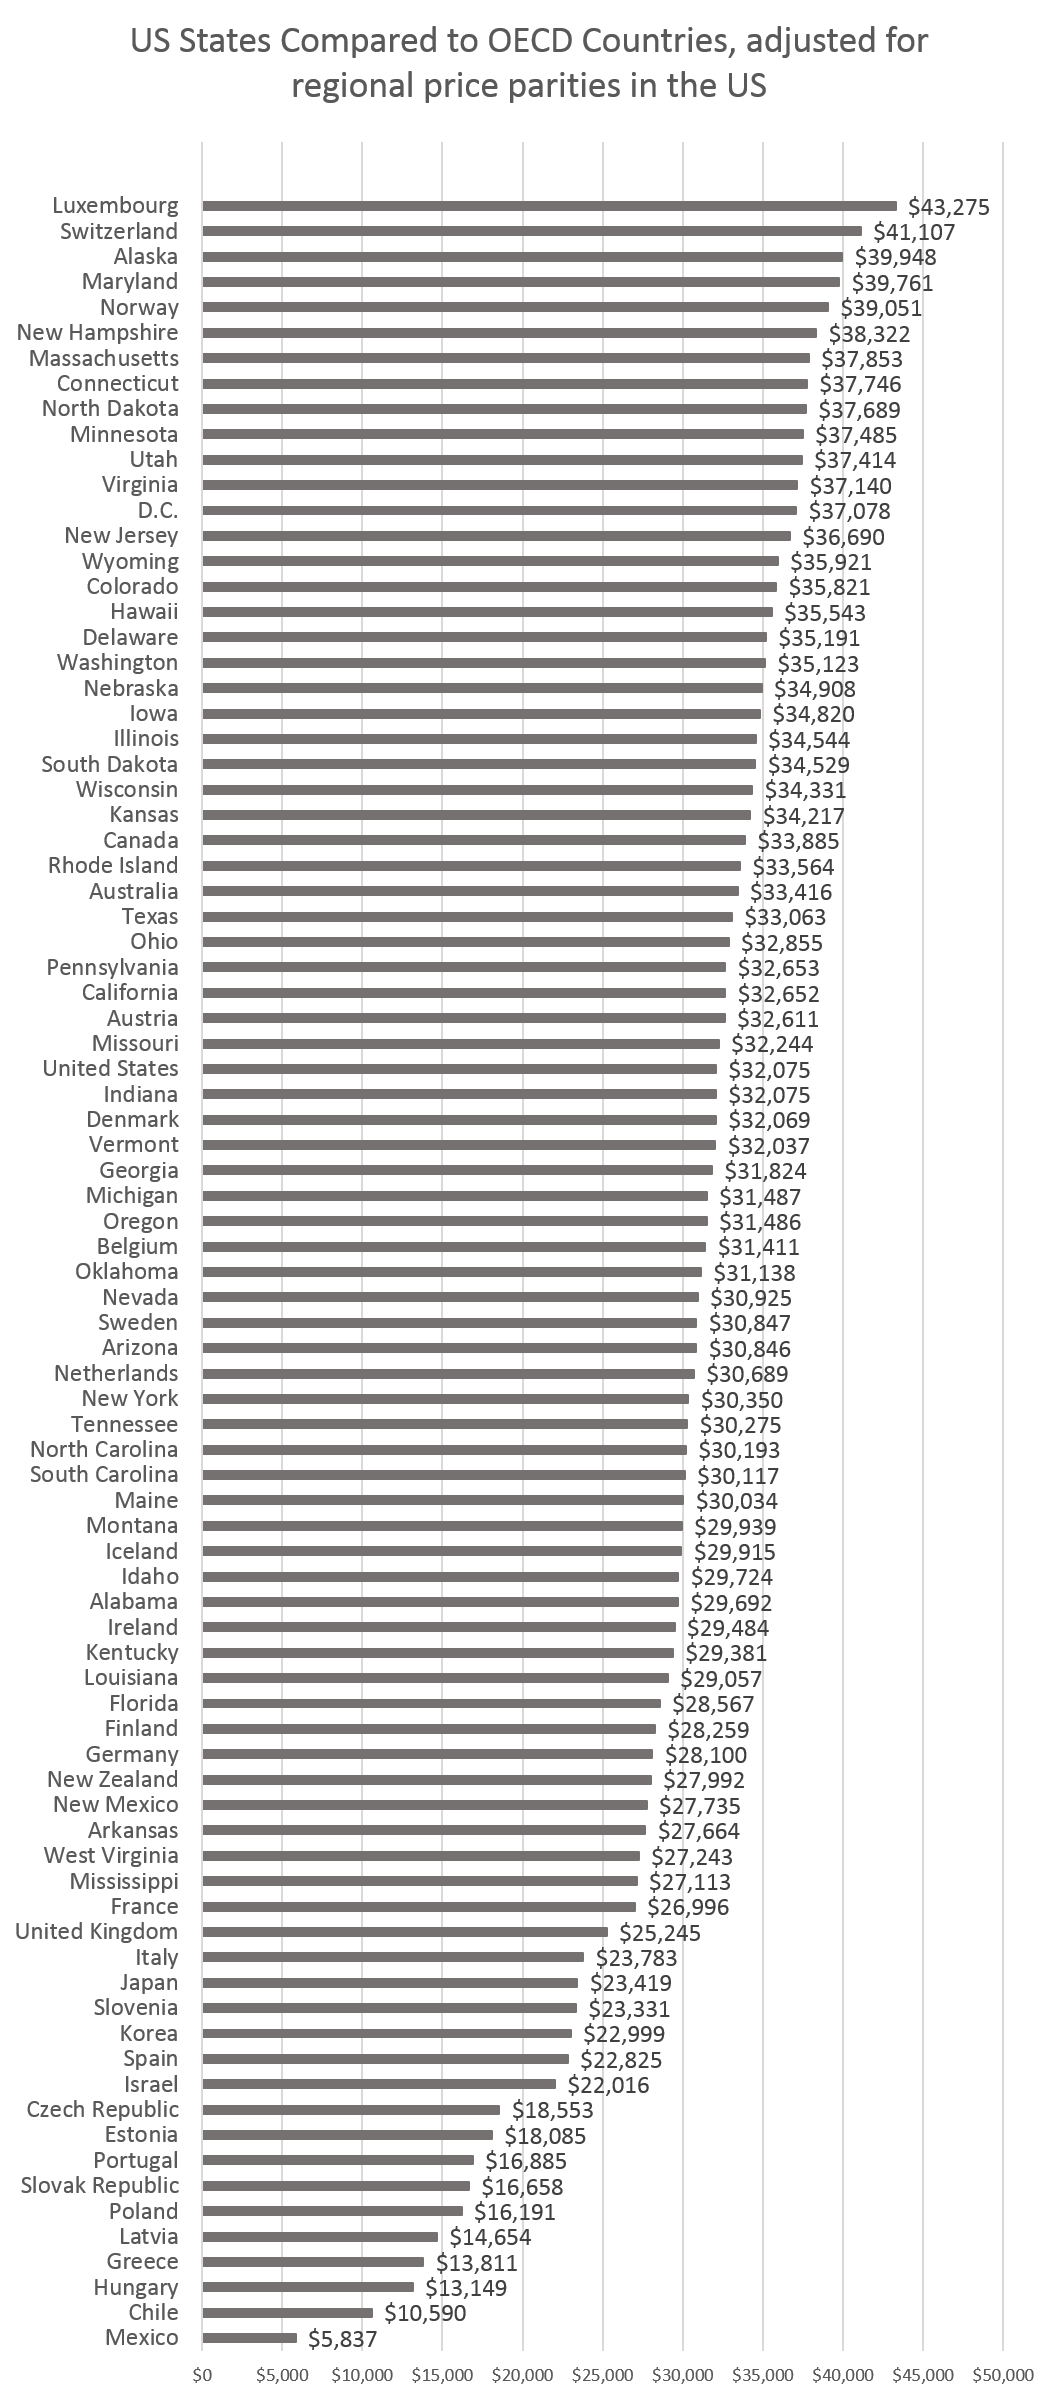 US States Compared to OECD Countries, adjusted for
regional price parities in the US
Luxembourg $43,275
Switzerland $41,107
Alaska $39,948
Maryland $39,761
Norway $39,051
New Hampshire $38,322
Massachusetts $37,853
Connecticut $37,746
North Dakota $37,689
Minnesota $37,485
Utah $37,414
Virginia $37,140
D.C. $37,078
New Jersey $36,690
Wyoming $35,921
Colorado $35,821
Hawaii $35,543
Delaware $35,191
Washington $35,123
Nebraska $34,908
Iowa $34,820
Illinois $34,544
South Dakota $34,529
Wisconsin $34,331
Kansas $34,217
Canada $33,885
Rhode Island $33,564
Australia $33,416
Texas $33,063
Ohio $32,855
Pennsylvania $32,653
California $32,652
Austria $32,611
Missouri $32,244
United States $32,075
Indiana $32,075
Denmark $32,069
Vermont $32,037
Georgia $31,824
Michigan $31,487
Oregon $31,486
Belgium $31,411
Oklahoma $31,138
Nevada $30,925
Sweden $30,847
Arizona $30,846
Netherlands $30,689
New York $30,350
Tennessee $30,275
North Carolina $30,193
South Carolina $30,117
Maine $30,034
Montana $29,939
Iceland $29,915
Idaho $29,724
Alabama $29,692
Ireland $29,484
Kentucky $29,381
Louisiana $29,057
Florida $28,567
Finland $28,259
Germany $28,100
New Zealand $27,992
New Mexico $27,735
Arkansas $27,664
West Virginia $27,243
Mississippi $27,113
France $26,996
United Kingdom $25,245
Italy $23,783
Japan $23,419
Slovenia $23,331
Korea $22,999
Spain $22,825
Israel $22,016
Czech Republic $18,553
Estonia $18,085
Portugal $16,885
Slovak Republic $16,658
Poland $16,191
Latvia $14,654
Greece $13,811
Hungary $13,149
Chile $10,590
Mexico $5,837
$0 $5,000 $10,000 $15,000 $20,000 $25,000 $30,000 $35,000 $40,000 $45,000 $50,000